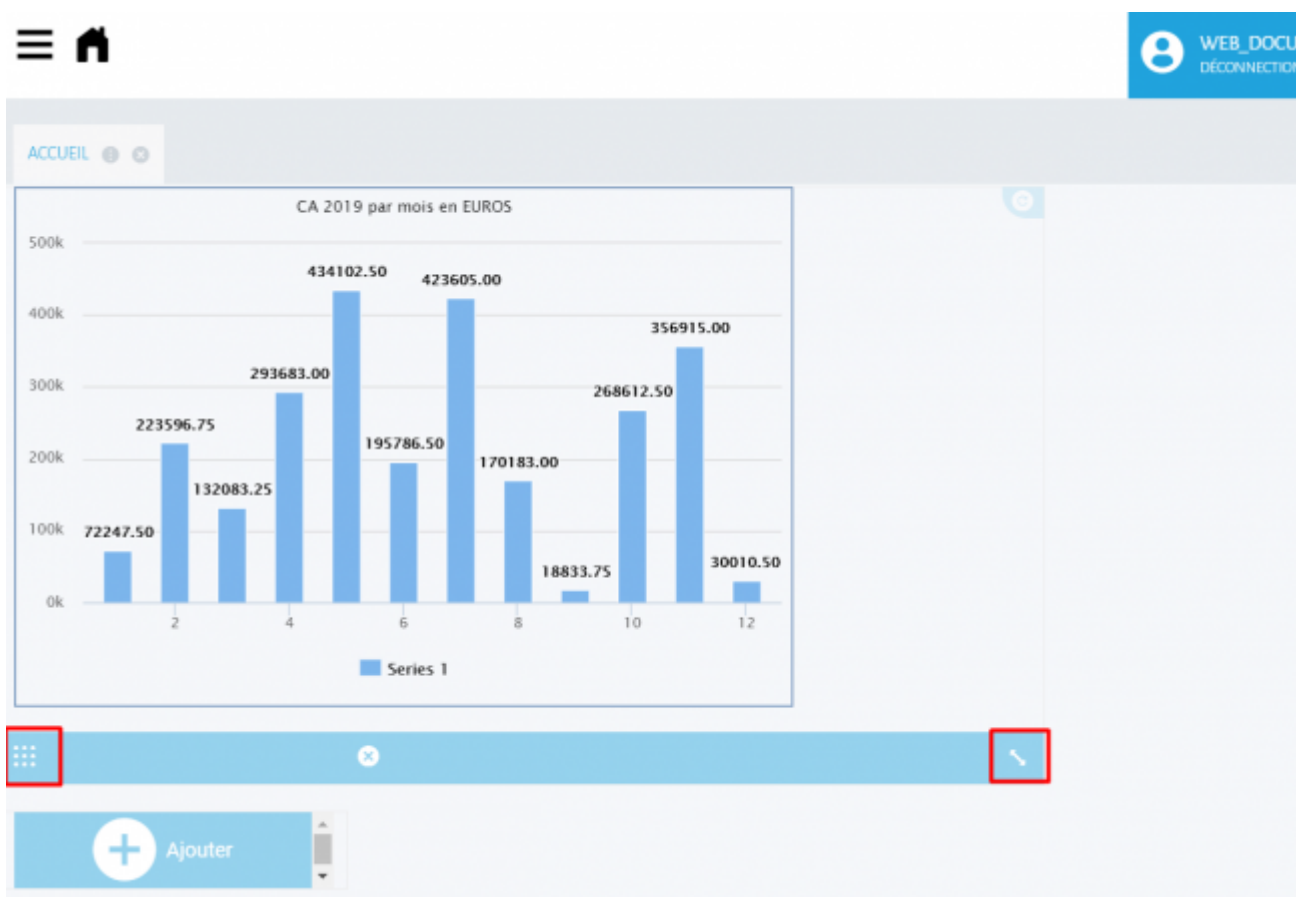 WEB_DOCU
DÉCONNECTION
ACCUEIL
CA 2019 par mois en EUROS
500k
434102.50
423605.00
400k
356915.00
293683.00
300k
268612.50
223596.75
195786.50
200k
170183.00
132083.25
100k
72247.50
18833.75
30010.50
0k
2 4 6 8 10 12
Series 1
Ajouter